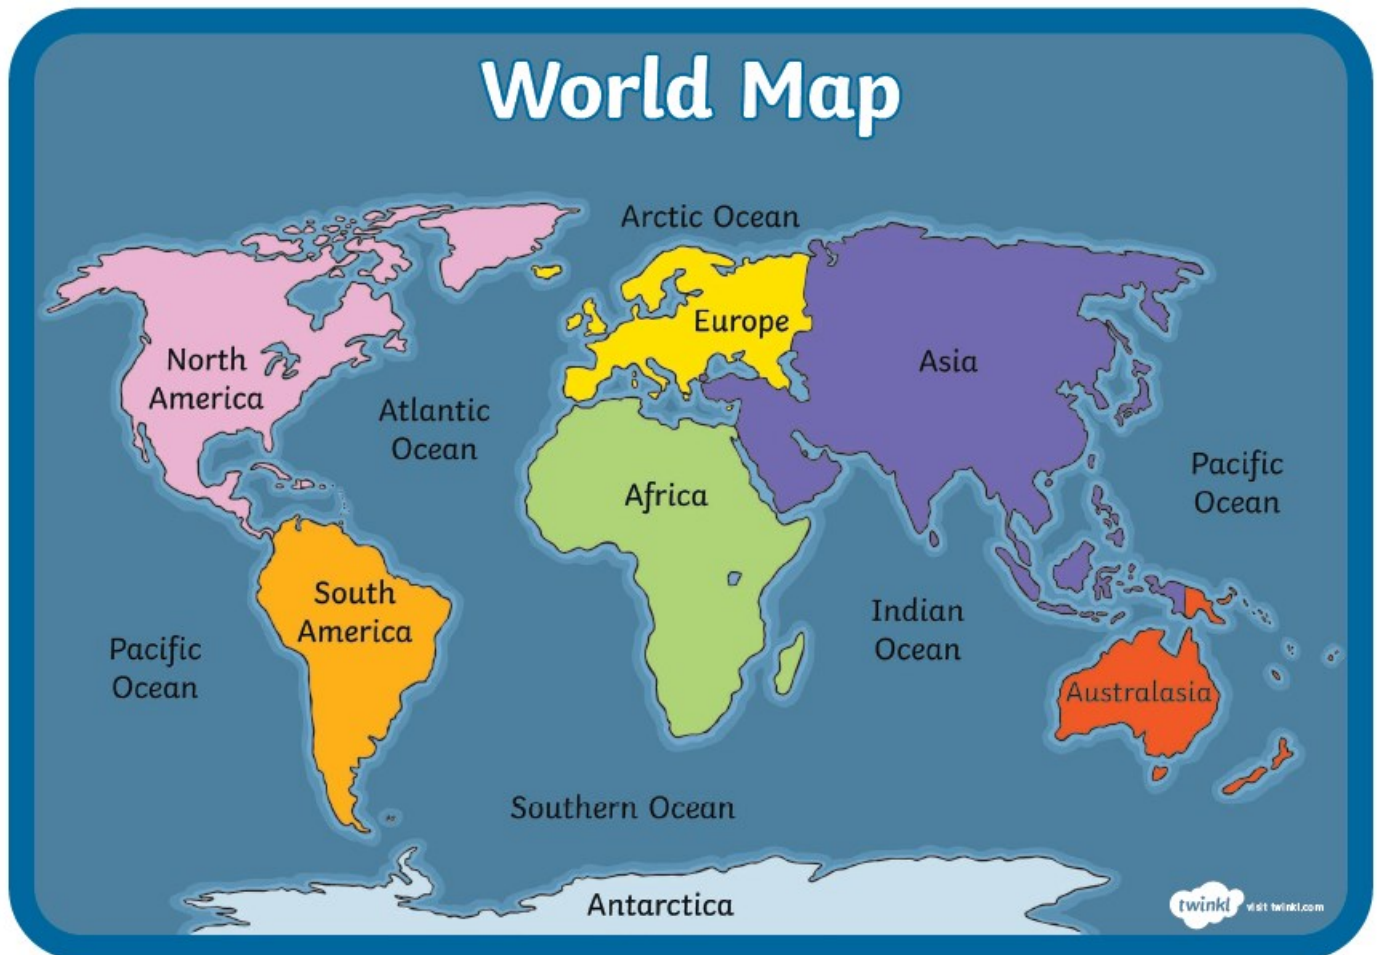 World Map
Arctic Ocean
Europe
North
America
Asia
Atlantic
Ocean
Pacific
Ocean
Africa
South
America
Indian
Ocean
Pacific
Ocean
Australasia
Southern Ocean
Antarctica
twinkl
visit twinkl.com